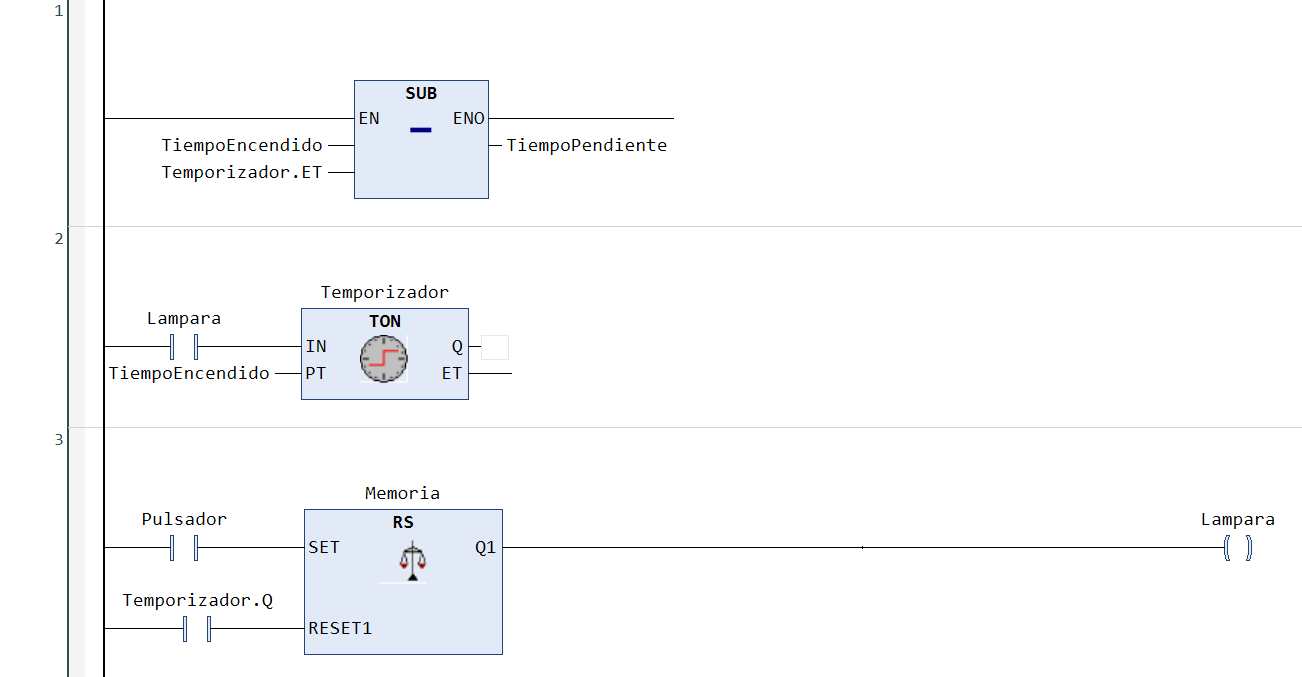 1
SUB
EN ENO
TiempoEncendido TiempoPendiente
Temporizador.ET
2
Temporizador
Lampara
TON
IN Q
TiempoEncendido PT ET
3
Memoria
Pulsador RS Lampara
SET Q1
Temporizador.Q
RESET1